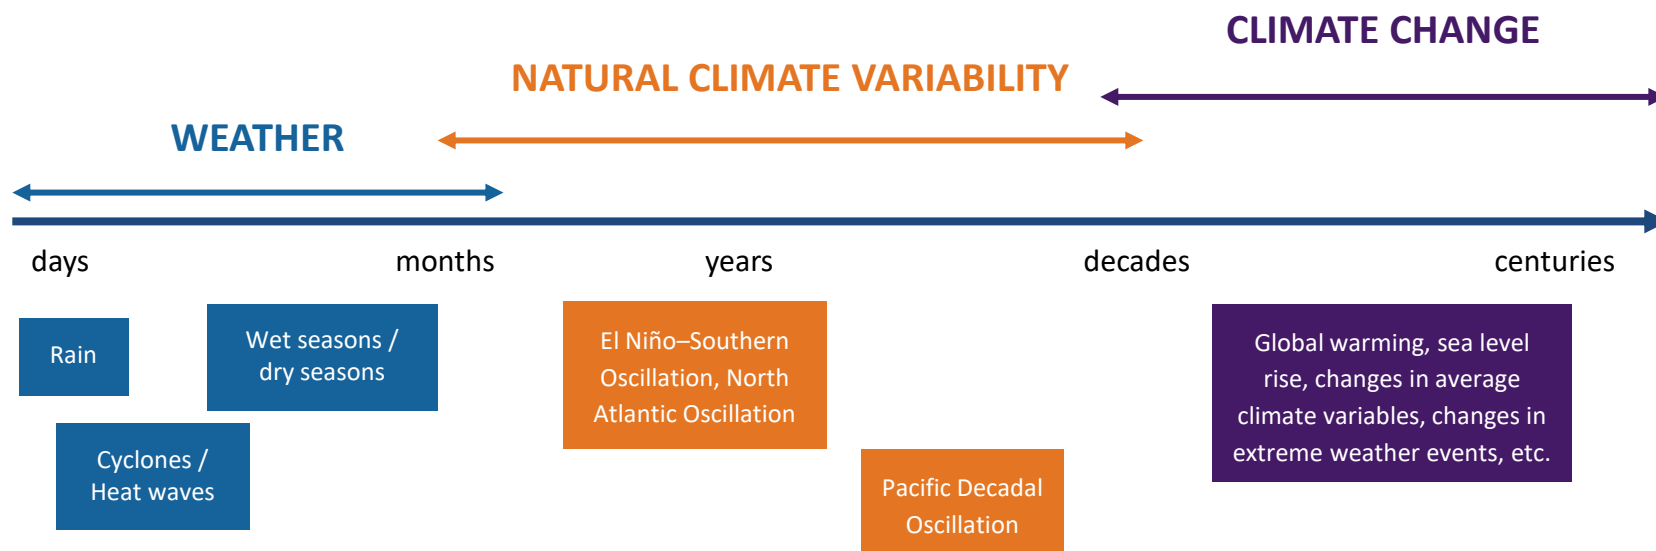 CLIMATE CHANGE
NATURAL CLIMATE VARIABILITY
WEATHER
days
months
years
decades
centuries
Rain
Wet seasons /
dry seasons
Cyclones /
Heat waves
El Niño–Southern
Oscillation, North
Atlantic Oscillation
Pacific Decadal
Oscillation
Global warming, sea level
rise, changes in average
climate variables, changes in
extreme weather events, etc.